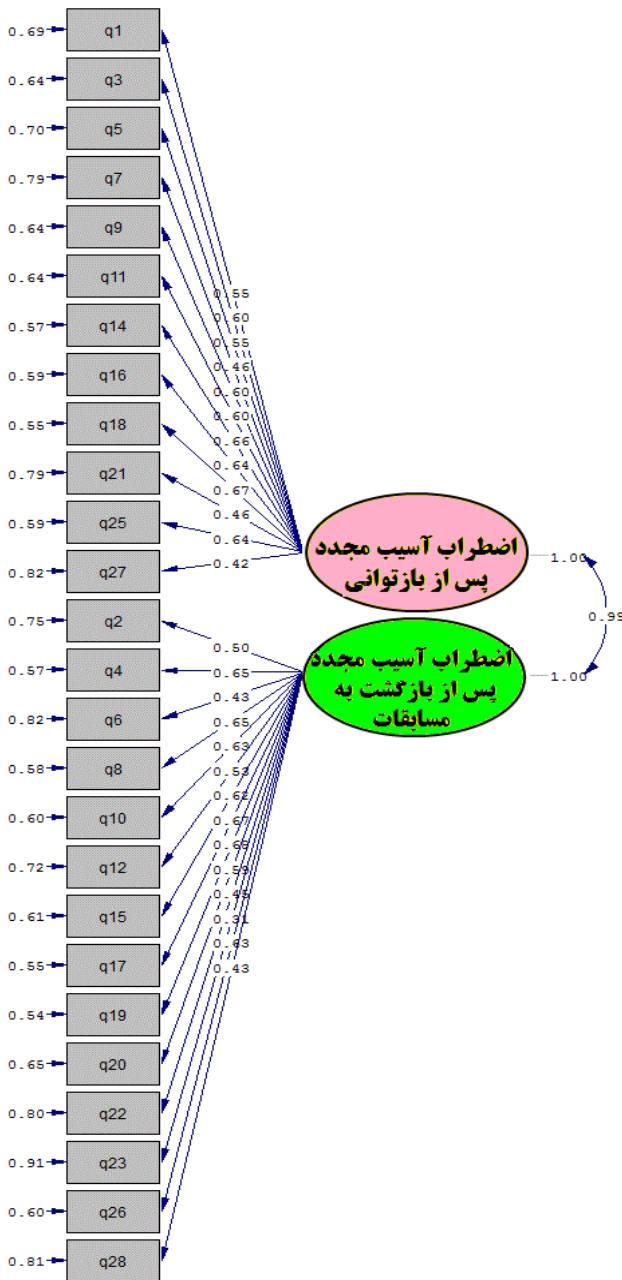 0.69 q1
0.64 q3
0.70 q5
0.79 q7
0.64 q9
0.64 q11
0.57 q14
0.59 q16
0.55 q18
0.79 q21
0.59 q25
0.82 q27
0.75 q2
0.57 q4
0.82 q6
0.58 q8
0.60 q10
0.72 q12
0.61 q15
0.55 q17
0.54 q19
0.65 q20
0.80 q22
0.91 q23
0.60 q26
0.81 q28
0.55
0.60
0.55
0.46
0.60
0.60
0.66
0.64
0.67
0.46
0.64
0.42
0.50
0.65
0.43
0.65
0.63
0.53
0.62
0.67
0.68
0.59
0.45
0.31
0.63
0.43
اضطراب آسیب مجدد
پس از بازتوانی
1.00
اضطراب آسیب مجدد
پس از بازگشت به
مسابقات
1.00
0.99